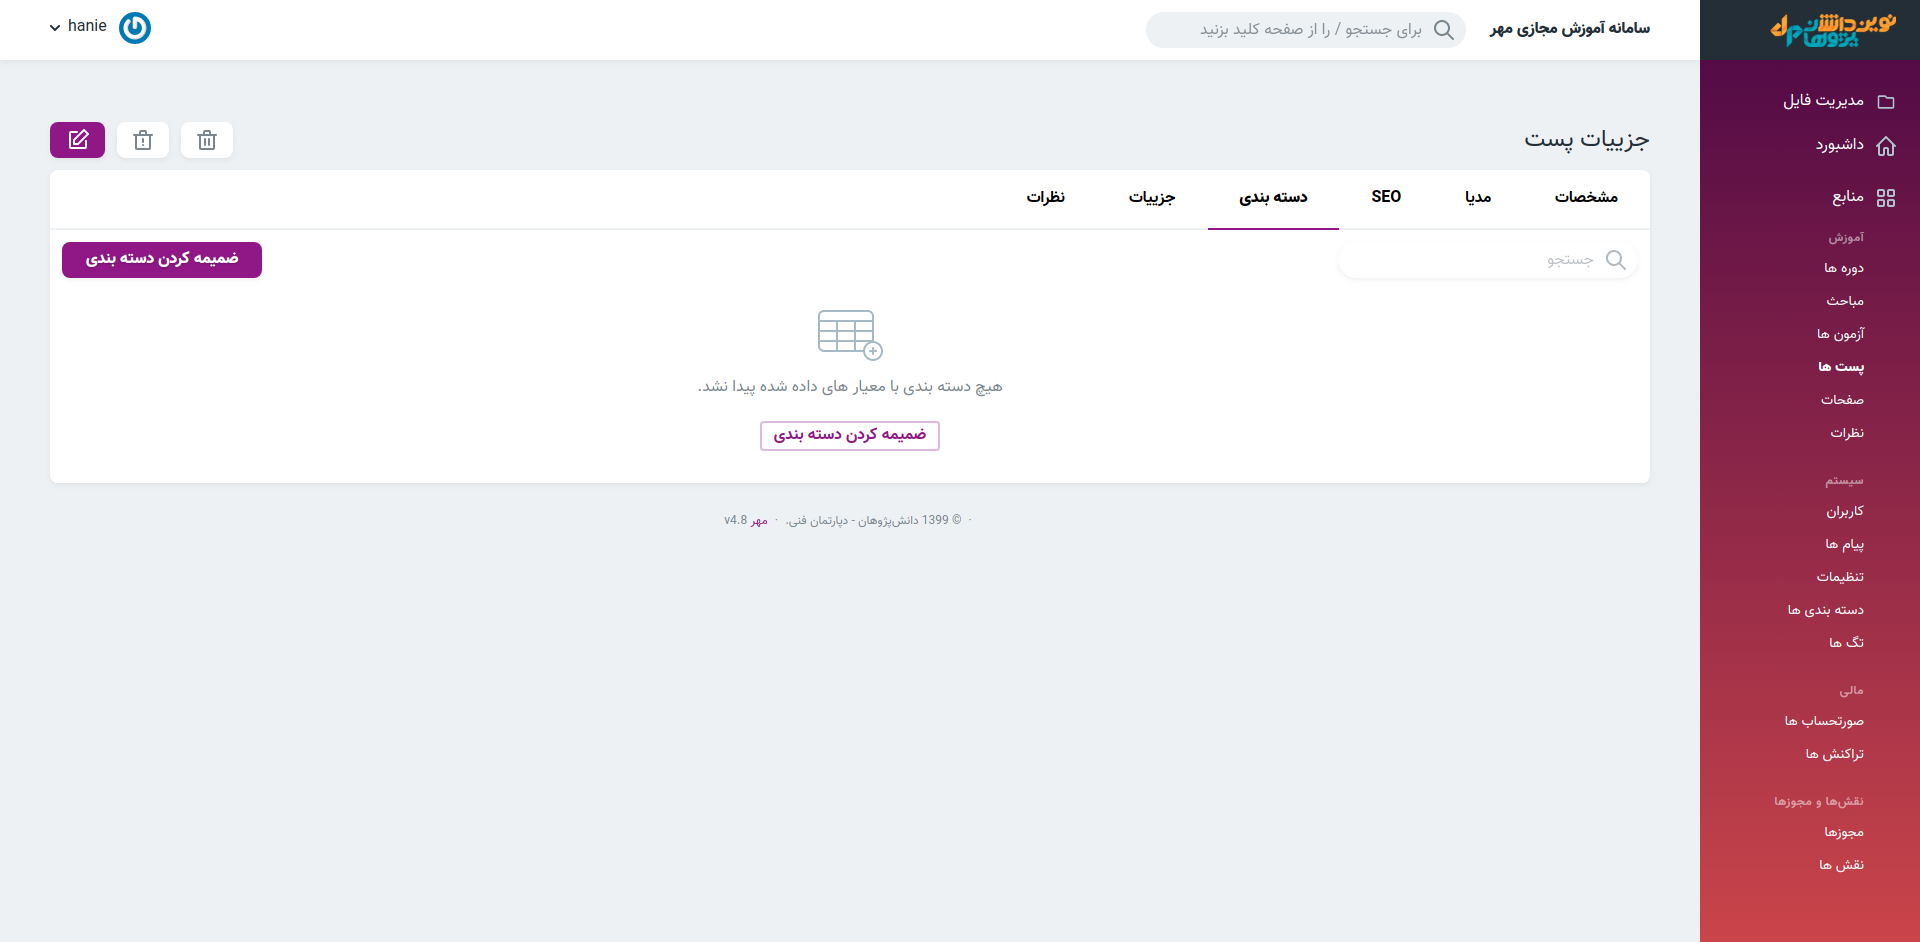 نوین دانش پژوهان مهر
سامانه آموزش مجازی مهر
برای جستجو / را از صفحه کلید بزنید
hanie
مدیریت فایل
داشبورد
منابع
آموزش
دوره ها
مباحث
آزمون ها
پست ها
صفحات
نظرات
سیستم
کاربران
پیام ها
تنظیمات
دسته بندی ها
تگ ها
مالی
صورتحساب ها
تراکنش ها
نقش‌ها و مجوزها
مجوزها
نقش ها
جزییات پست
مشخصات
مدیا
SEO
دسته بندی
جزییات
نظرات
جستجو
ضمیمه کردن دسته بندی
هیچ دسته بندی با معیار های داده شده پیدا نشد.
ضمیمه کردن دسته بندی
· © 1399 دانش‌پژوهان - دپارتمان فنی. · مهر v4.8